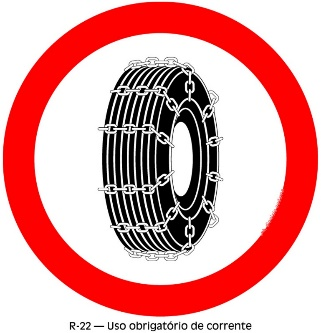 R-22 — Uso obrigatório de corrente